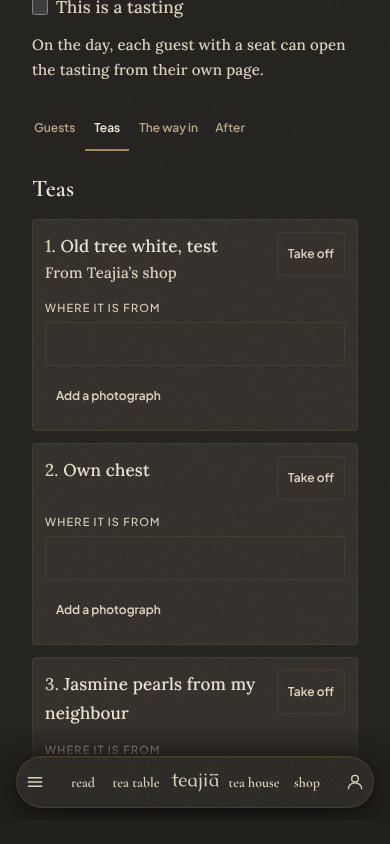 This is a tasting
On the day, each guest with a seat can open
the tasting from their own page.
Guests Teas The way in After
Teas
1. Old tree white, test
Take off
From Teajia’s shop
WHERE IT IS FROM
Add a photograph
2. Own chest
Take off
WHERE IT IS FROM
Add a photograph
3. Jasmine pearls from my
neighbour
Take off
WHERE IT IS FROM
read tea table teajiā tea house shop